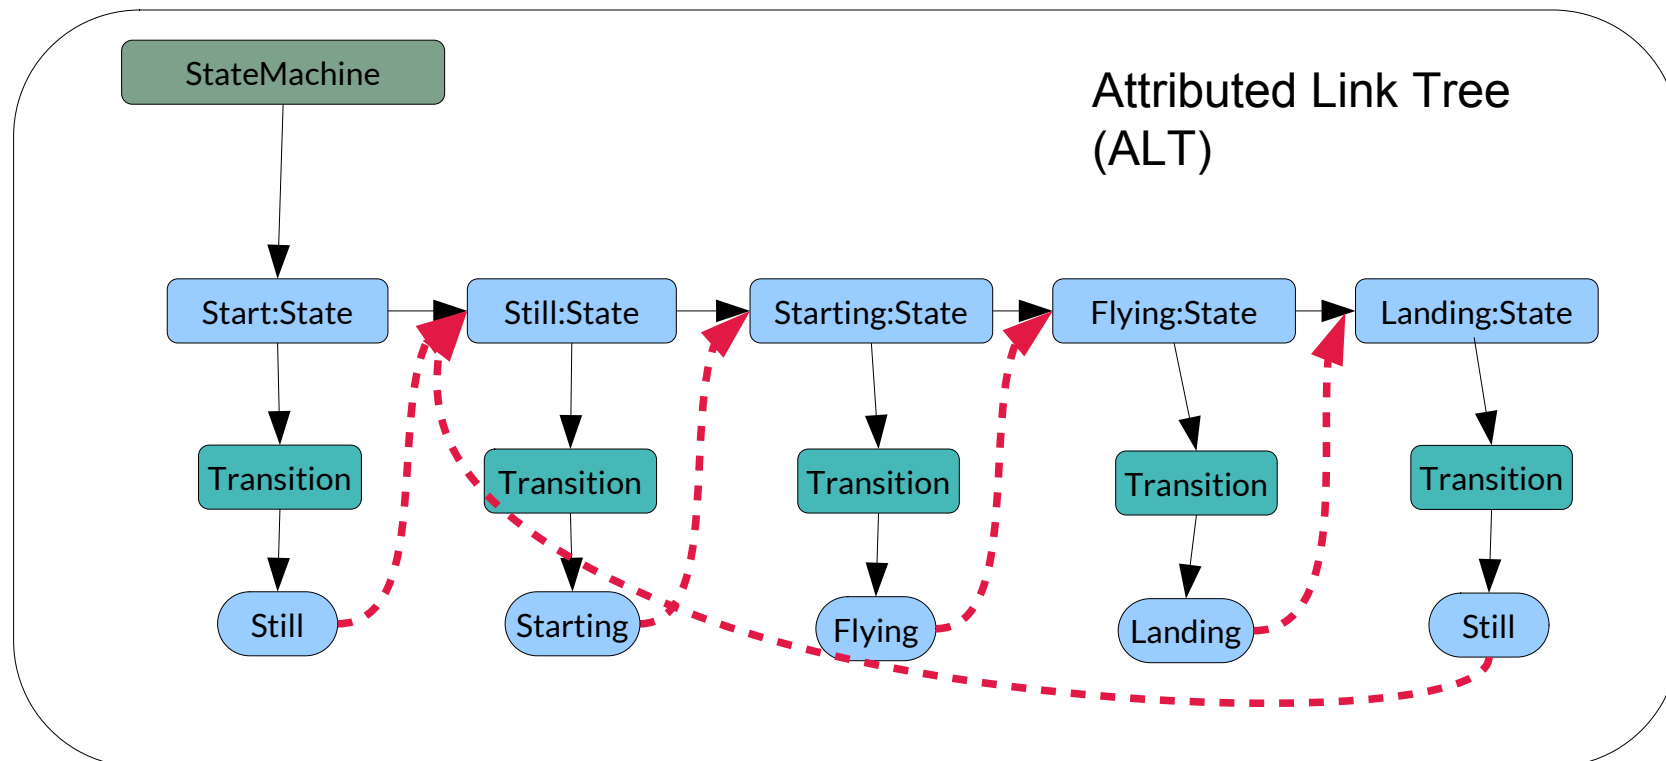 StateMachine
Attributed Link Tree
(ALT)
Start:State
Still:State
Starting:State
Flying:State
Landing:State
Transition
Transition
Transition
Transition
Transition
Still
Starting
Flying
Landing
Still